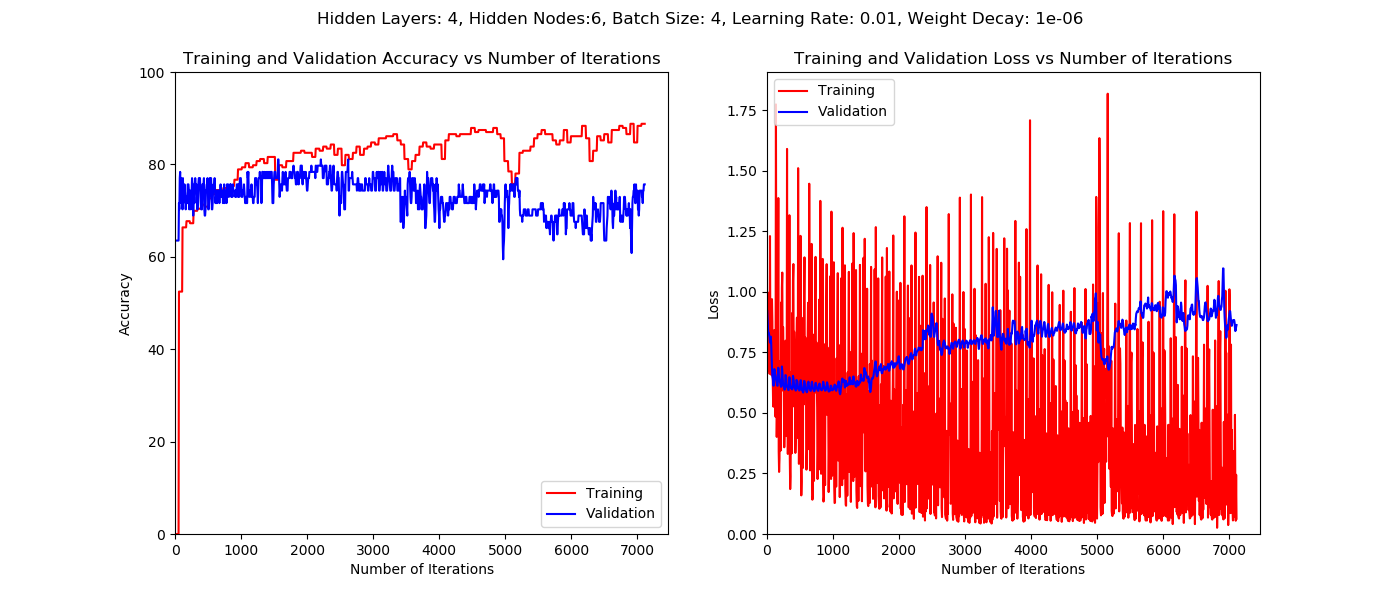 Hidden Layers: 4, Hidden Nodes:6, Batch Size: 4, Learning Rate: 0.01, Weight Decay: 1e-06
Training and Validation Accuracy vs Number of Iterations
100
80
60
40
20
0
Accuracy
0 1000 2000 3000 4000 5000 6000 7000
Number of Iterations
Training
Validation
Training and Validation Loss vs Number of Iterations
1.75
1.50
1.25
1.00
0.75
0.50
0.25
0.00
Loss
0 1000 2000 3000 4000 5000 6000 7000
Number of Iterations
Training
Validation